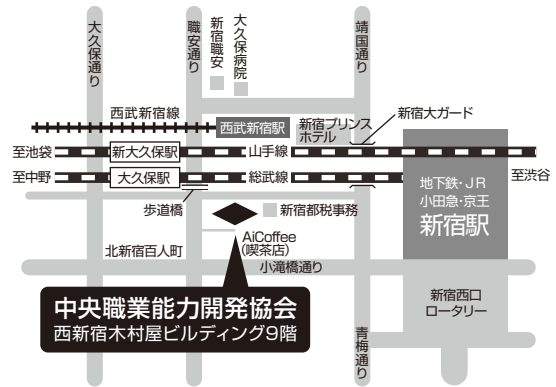 大久保通り
職安通り
新宿職安
大久保病院
靖国通り
西武新宿線
西武新宿駅
新宿プリンス
ホテル
新宿大ガード
至池袋
新大久保駅
山手線
至中野
大久保駅
総武線
至渋谷
地下鉄・JR
小田急・京王
新宿駅
歩道橋
新宿都税事務
北新宿百人町
AiCoffee
(喫茶店)
小滝橋通り
中央職業能力開発協会
西新宿木村屋ビルディング9階
新宿西口
ロータリー
青梅通り